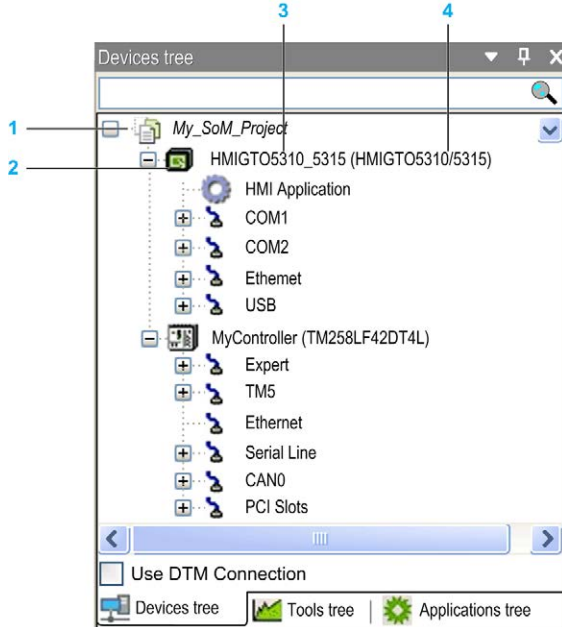 3 4
Devices tree
1 My_SoM_Project
2 HMIGTO5310_5315 (HMIGTO5310/5315)
HMI Application
COM1
COM2
Ethemet
USB
MyController (TM258LF42DT4L)
Expert
TM5
Ethernet
Serial Line
CAN0
PCI Slots
Use DTM Connection
Devices tree Tools tree Applications tree